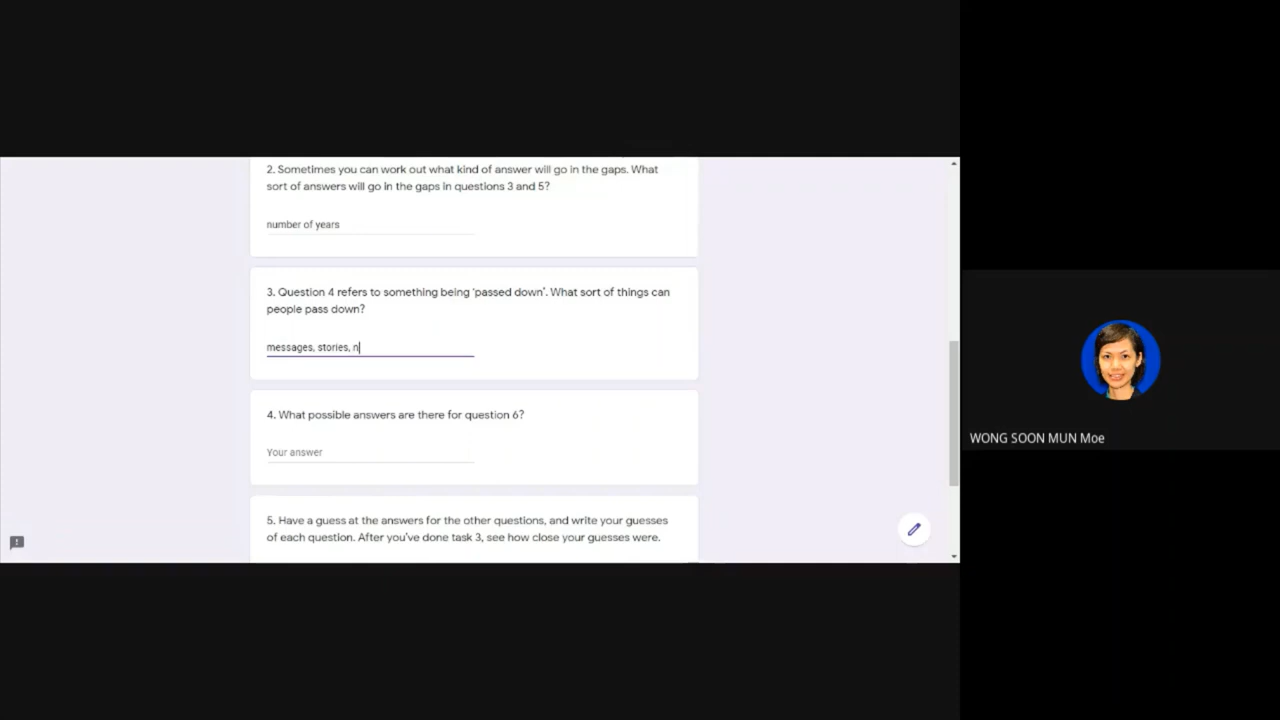 2. Sometimes you can work out what kind of answer will go in the gaps. What
sort of answers will go in the gaps in questions 3 and 5?
number of years
3. Question 4 refers to something being 'passed down'. What sort of things can
people pass down?
messages, stories, n
4. What possible answers are there for question 6?
Your answer
5. Have a guess at the answers for the other questions, and write your guesses
of each question. After you've done task 3, see how close your guesses were.
WONG SOON MUN Moe